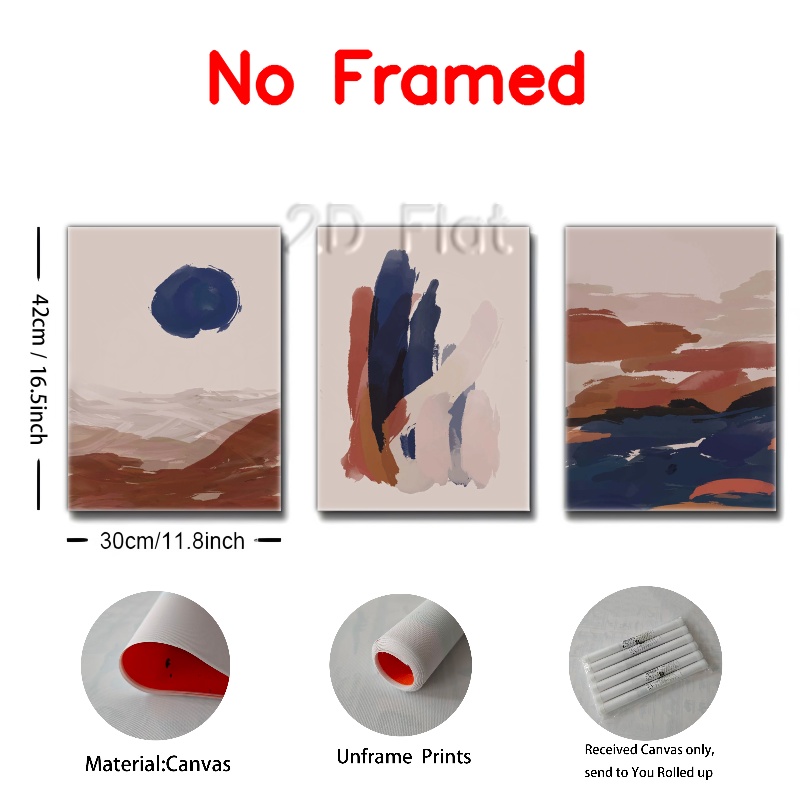 No Framed
2D Flat
42cm / 16.5inch
30cm/11.8inch
Material:Canvas
Unframe Prints
Received Canvas only,
send to You Rolled up